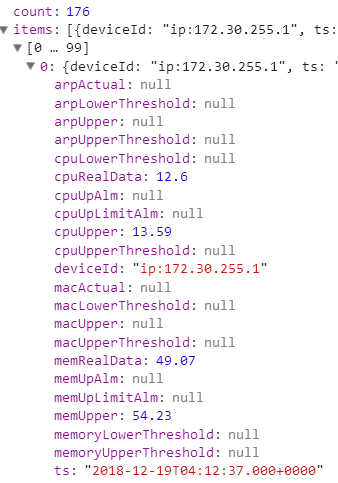 count: 176
▼ items: [{deviceId: "ip:172.30.255.1", ts:
▼ [0 … 99]
▼ 0: {deviceId: "ip:172.30.255.1", ts: '
arpActual: null
arpLowerThreshold: null
arpUpper: null
arpUpperThreshold: null
cpuLowerThreshold: null
cpuRealData: 12.6
cpuUpAlm: null
cpuUpLimitAlm: null
cpuUpper: 13.59
cpuUpperThreshold: null
deviceId: "ip:172.30.255.1"
macActual: null
macLowerThreshold: null
macUpper: null
macUpperThreshold: null
memRealData: 49.07
memUpAlm: null
memUpLimitAlm: null
memUpper: 54.23
memoryLowerThreshold: null
memoryUpperThreshold: null
ts: "2018-12-19T04:12:37.000+0000"